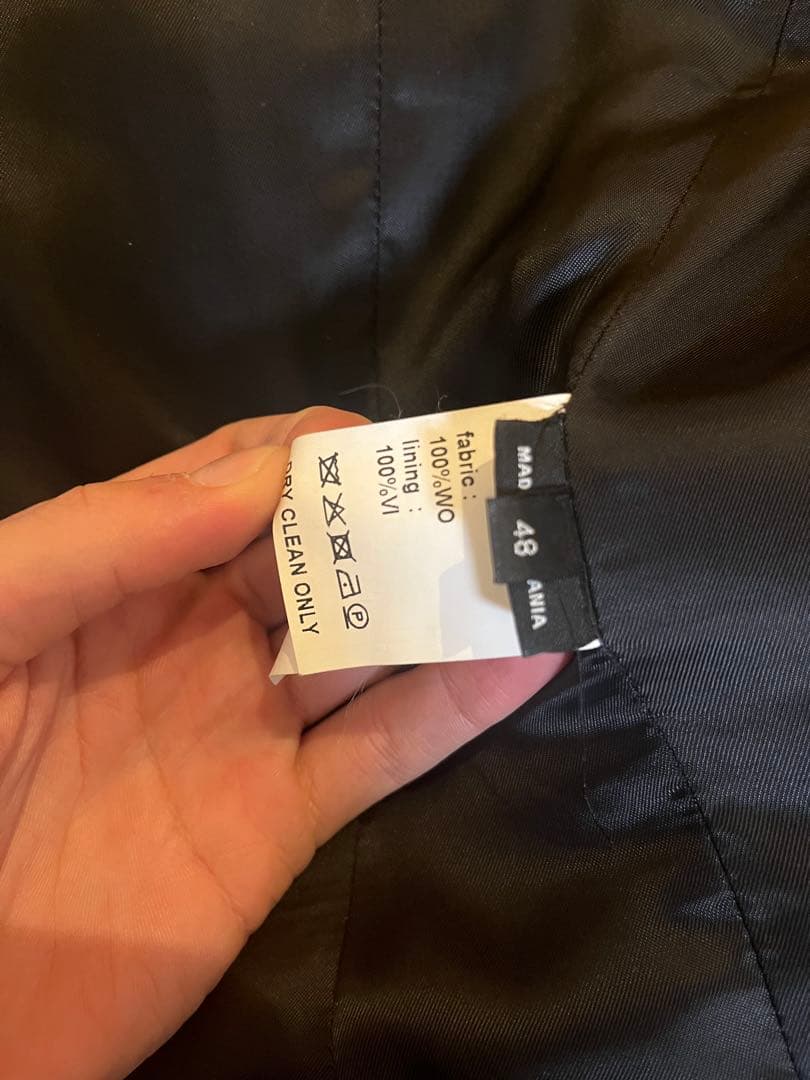 MAD
48
ANIA
fabric :
100%WO
lining :
100%VI
P
DRY CLEAN ONLY